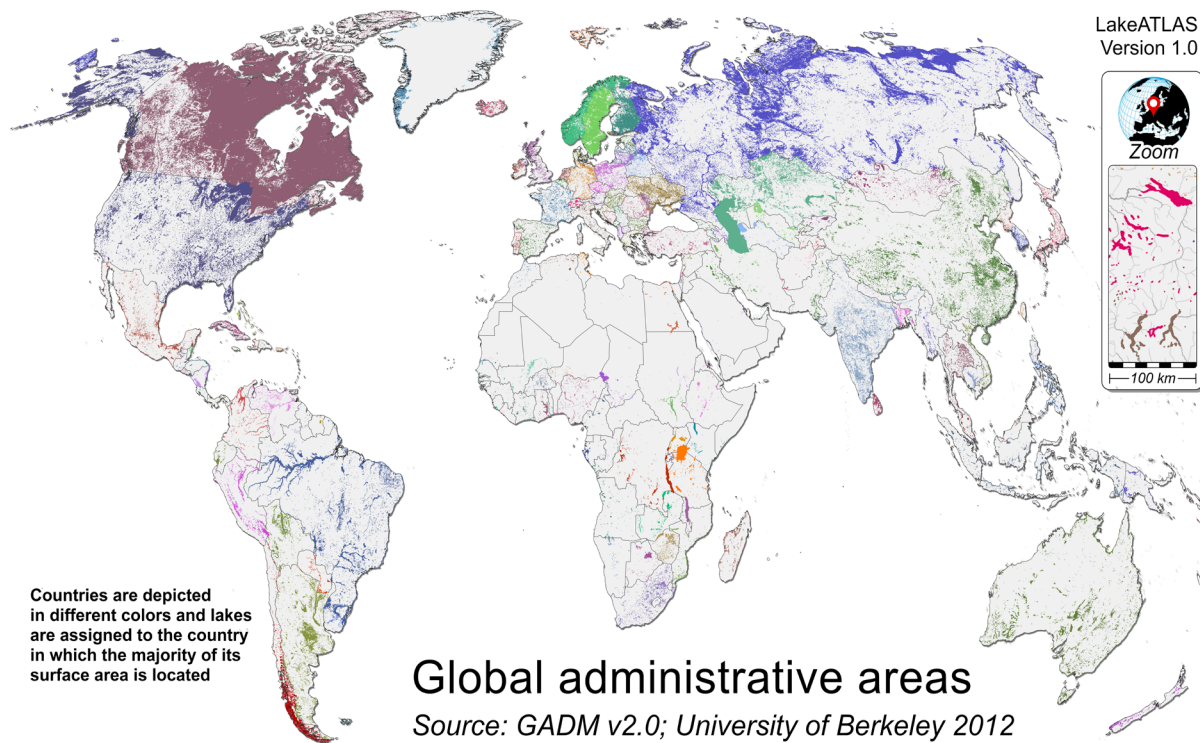 LakeATLAS
Version 1.0
Zoom
100 km
Countries are depicted
in different colors and lakes
are assigned to the country
in which the majority of its
surface area is located
Global administrative areas
Source: GADM v2.0; University of Berkeley 2012